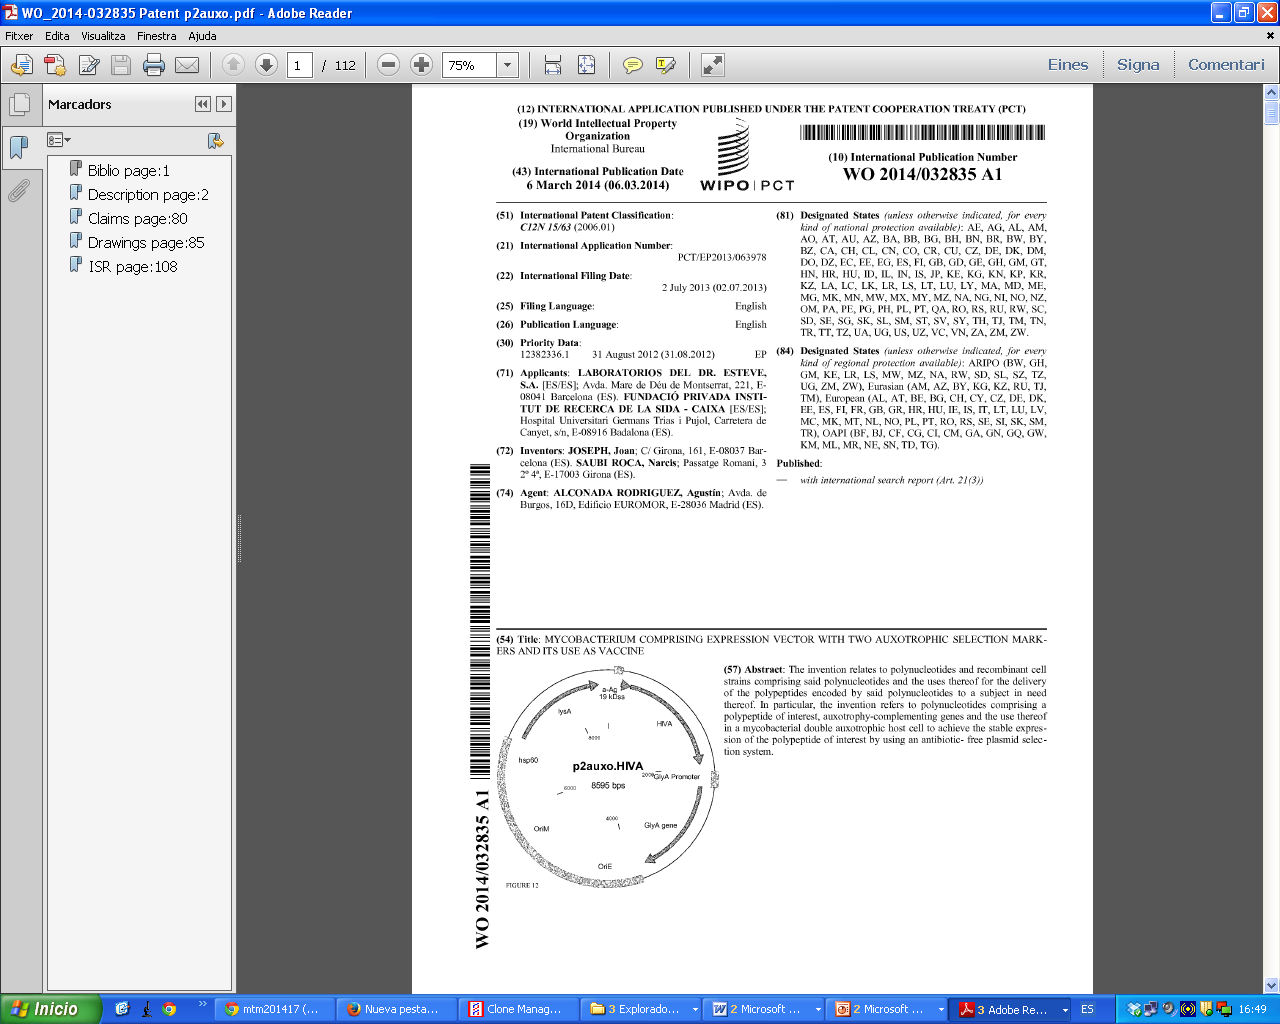 WO_2014-032835 Patent p2auxo.pdf - Adobe Reader
Fitxer Edita Visualitza Finestra Ajuda
1 / 112 75% Eines Signa Comentari
Marcadors
Biblio page:1
Description page:2
Claims page:80
Drawings page:85
ISR page:108
(12) INTERNATIONAL APPLICATION PUBLISHED UNDER THE PATENT COOPERATION TREATY (PCT)
(19) World Intellectual Property
Organization
International Bureau
(43) International Publication Date
6 March 2014 (06.03.2014)
WIPO | PCT
(10) International Publication Number
WO 2014/032835 A1
(51) International Patent Classification:
C12N 15/63 (2006.01)
(21) International Application Number:
PCT/EP2013/063978
(22) International Filing Date:
2 July 2013 (02.07.2013)
(25) Filing Language: English
(26) Publication Language: English
(30) Priority Data:
12382336.1 31 August 2012 (31.08.2012) EP
(71) Applicants: LABORATORIOS DEL DR. ESTEVE,
S.A. [ES/ES]; Avda. Mare de Déu de Montserrat, 221, E-
08041 Barcelona (ES). FUNDACIÓ PRIVADA INSTI-
TUT DE RECERCA DE LA SIDA - CAIXA [ES/ES];
Hospital Universitari Germans Trias i Pujol, Carretera de
Canyet, s/n, E-08916 Badalona (ES).
(72) Inventors: JOSEPH, Joan; C/ Girona, 161, E-08037 Bar-
celona (ES). SAUBI ROCA, Narcis; Passatge Romaní, 3
2º 4ª, E-17003 Girona (ES).
(74) Agent: ALCONADA RODRIGUEZ, Agustín; Avda. de
Burgos, 16D, Edificio EUROMOR, E-28036 Madrid (ES).
(81) Designated States (unless otherwise indicated, for every
kind of national protection available): AE, AG, AL, AM,
AO, AT, AU, AZ, BA, BB, BG, BH, BN, BR, BW, BY,
BZ, CA, CH, CL, CN, CO, CR, CU, CZ, DE, DK, DM,
DO, DZ, EC, EE, EG, ES, FI, GB, GD, GE, GH, GM, GT,
HN, HR, HU, ID, IL, IN, IS, JP, KE, KG, KN, KP, KR,
KZ, LA, LC, LK, LR, LS, LT, LU, LY, MA, MD, ME,
MG, MK, MN, MW, MX, MY, MZ, NA, NG, NI, NO, NZ,
OM, PA, PE, PG, PH, PL, PT, QA, RO, RS, RU, RW, SC,
SD, SE, SG, SK, SL, SM, ST, SV, SY, TH, TJ, TM, TN,
TR, TT, TZ, UA, UG, US, UZ, VC, VN, ZA, ZM, ZW.
(84) Designated States (unless otherwise indicated, for every
kind of regional protection available): ARIPO (BW, GH,
GM, KE, LR, LS, MW, MZ, NA, RW, SD, SL, SZ, TZ,
UG, ZM, ZW), Eurasian (AM, AZ, BY, KG, KZ, RU, TJ,
TM), European (AL, AT, BE, BG, CH, CY, CZ, DE, DK,
EE, ES, FI, FR, GB, GR, HR, HU, IE, IS, IT, LT, LU, LV,
MC, MK, MT, NL, NO, PL, PT, RO, RS, SE, SI, SK, SM,
TR), OAPI (BF, BJ, CF, CG, CI, CM, GA, GN, GQ, GW,
KM, ML, MR, NE, SN, TD, TG).
Published:
— with international search report (Art. 21(3))
WO 2014/032835 A1
(54) Title: MYCOBACTERIUM COMPRISING EXPRESSION VECTOR WITH TWO AUXOTROPHIC SELECTION MARK-
ERS AND ITS USE AS VACCINE
a-Ag
19 kDss
lysA
HIVA
8000
hsp60
p2auxo.HIVA
2000
GlyA Promoter
8595 bps
6000
4000
GlyA gene
OriM
OriE
FIGURE 12
(57) Abstract: The invention relates to polynucleotides and recombinant cell
strains comprising said polynucleotides and the uses thereof for the delivery
of the polypeptides encoded by said polynucleotides to a subject in need
thereof. In particular, the invention refers to polynucleotides comprising a
polypeptide of interest, auxotrophy-complementing genes and the use thereof
in a mycobacterial double auxotrophic host cell to achieve the stable expres-
sion of the polypeptide of interest by using an antibiotic- free plasmid selec-
tion system.
Inicio mtm201417 (... Nueva pesta... Clone Manag... 3 Explorado... 2 Microsoft ... 2 Microsoft ... 3 Adobe Re... ES 16:49